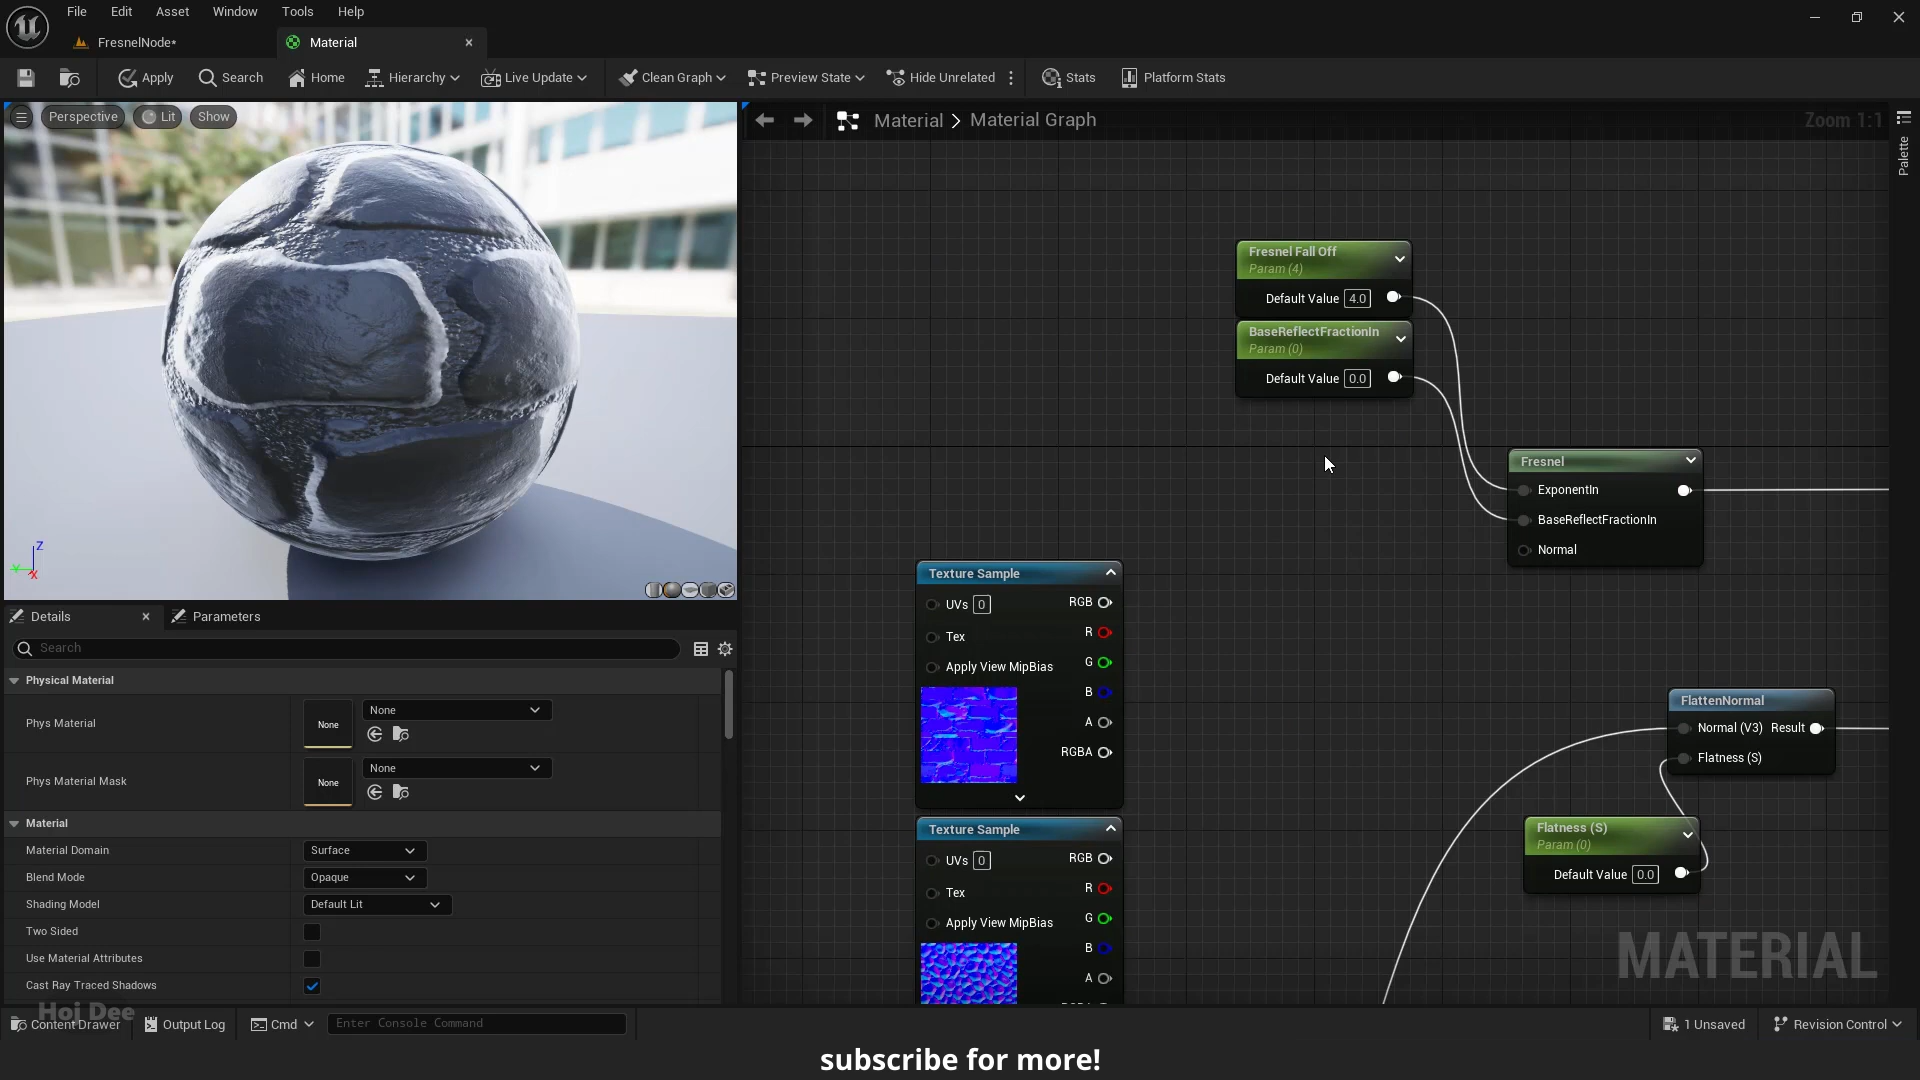 File Edit Asset Window Tools Help
FresnelNode*
Material
Apply
Search
Home
Hierarchy
Live Update
Clean Graph
Preview State
Hide Unrelated
Stats
Platform Stats
Perspective
Lit
Show
Material > Material Graph
Zoom 1:1
Palette
Fresnel Fall Off
Param (4)
Default Value 4.0
BaseReflectFractionIn
Param (0)
Default Value 0.0
Fresnel
ExponentIn
BaseReflectFractionIn
Normal
Texture Sample
UVs 0
RGB
R
Tex
G
Apply View MipBias
B
A
RGBA
Texture Sample
UVs 0
RGB
R
Tex
G
Apply View MipBias
B
A
FlattenNormal
Normal (V3) Result
Flatness (S)
Flatness (S)
Param (0)
Default Value 0.0
MATERIAL
Z
Y
X
Details
Parameters
Search
Physical Material
Phys Material
None
None
Phys Material Mask
None
None
Material
Material Domain
Surface
Blend Mode
Opaque
Shading Model
Default Lit
Two Sided
Use Material Attributes
Cast Ray Traced Shadows
Hoj Dee
Content Drawer
Output Log
Cmd
Enter Console Command
1 Unsaved
Revision Control
subscribe for more!